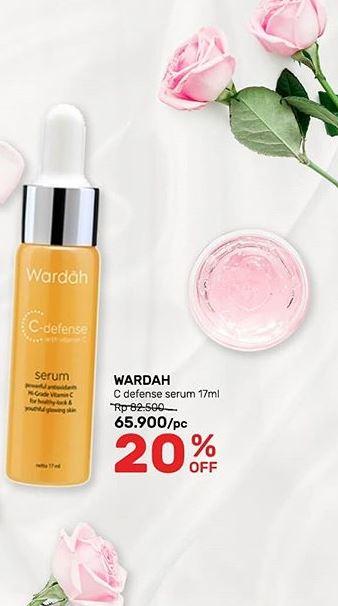 Wardah
C-defense
with vitamin C
serum
powerful antioxidants
Hi-Grade Vitamin C
for healthy-look &
youthful glowing skin
netto 17 ml
WARDAH
C defense serum 17ml
Rp 82.500
65.900/pc
20%
OFF